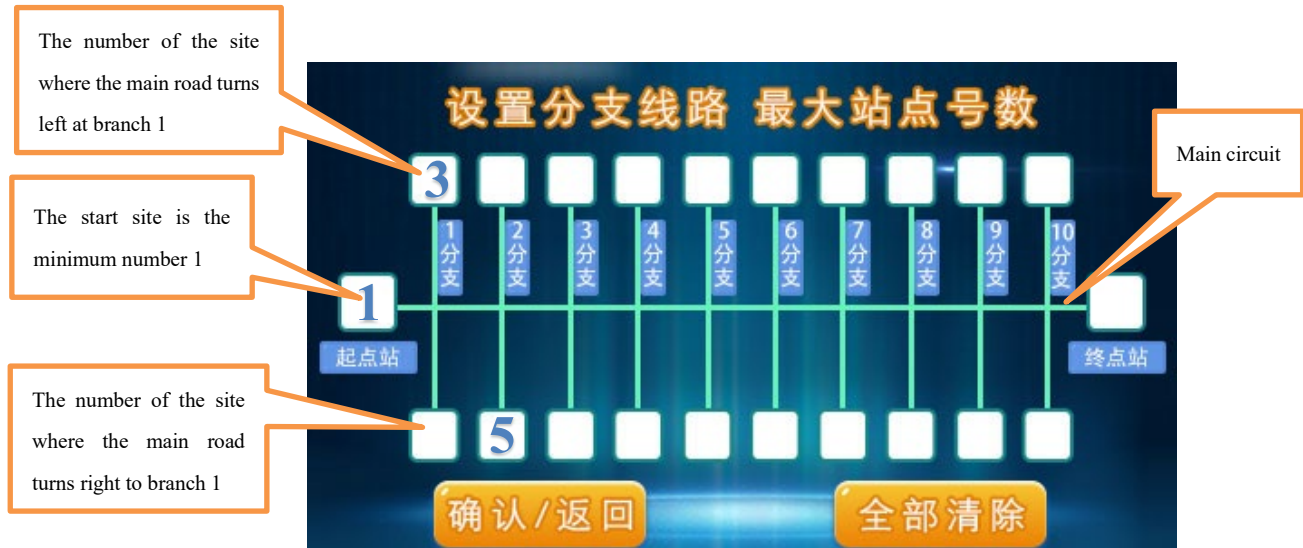 The number of the site
where the main road turns
left at branch 1
设置分支线路 最大站点号数
Main circuit
3
The start site is the
minimum number 1
1分支
2分支
3分支
4分支
5分支
6分支
7分支
8分支
9分支
10分支
1
起点站
终点站
The number of the site
where the main road
turns right to branch 1
5
确认/返回
全部清除